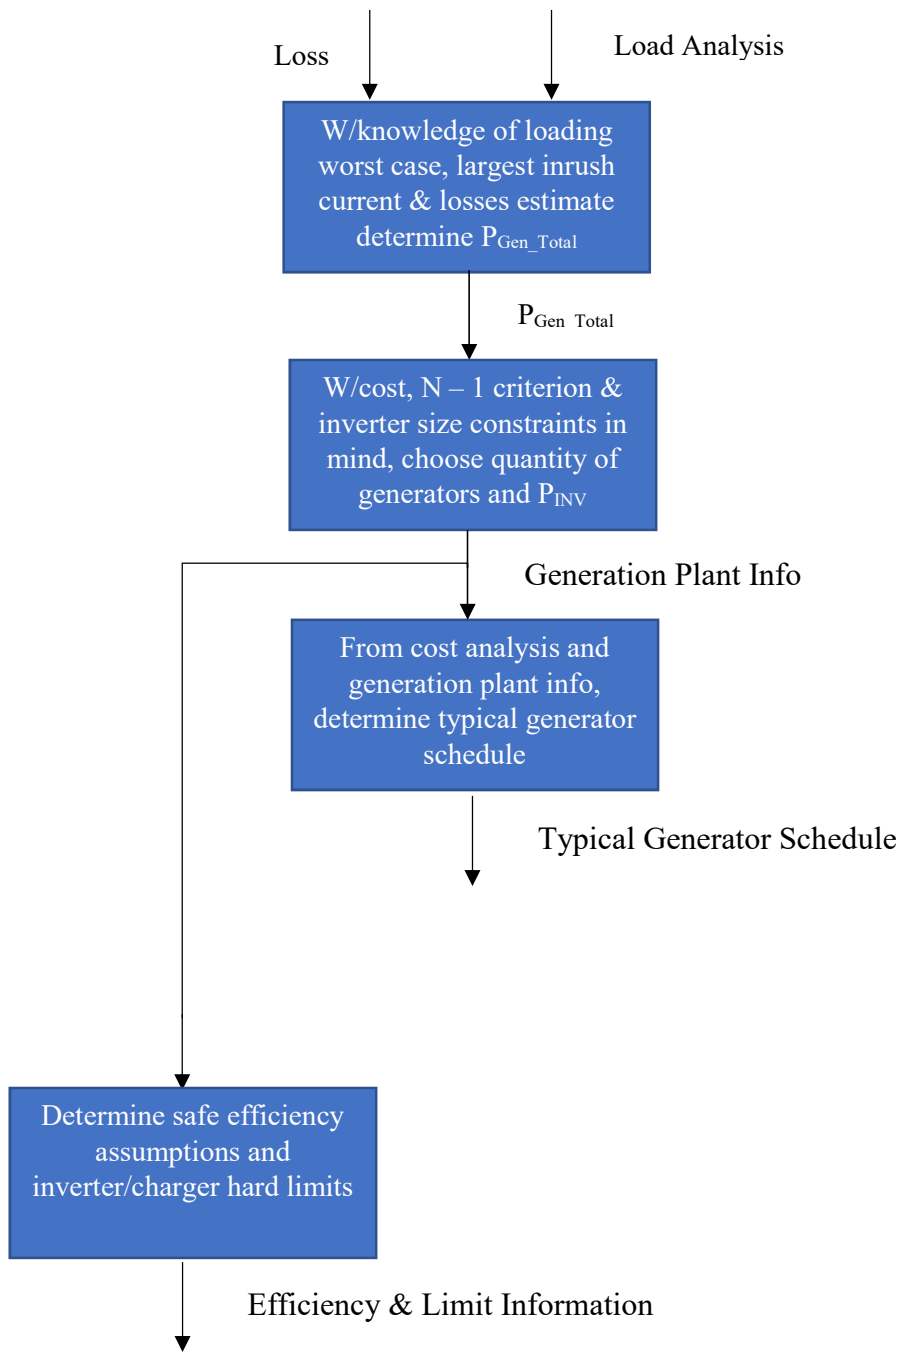 Loss
Load Analysis
W/knowledge of loading
worst case, largest inrush
current & losses estimate
determine PGen_Total
PGen_Total
W/cost, N – 1 criterion &
inverter size constraints in
mind, choose quantity of
generators and PINV
Generation Plant Info
From cost analysis and
generation plant info,
determine typical generator
schedule
Typical Generator Schedule
Determine safe efficiency
assumptions and
inverter/charger hard limits
Efficiency & Limit Information